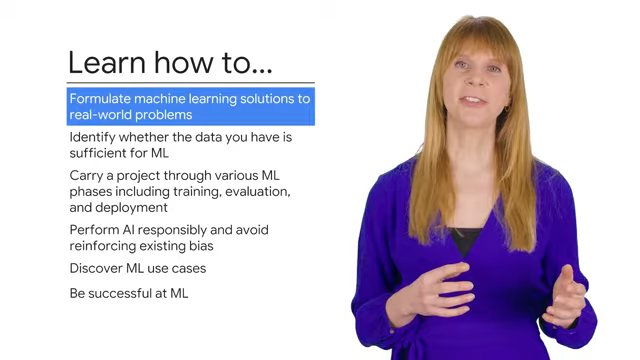 Learn how to...
Formulate machine learning solutions to
real-world problems
Identify whether the data you have is
sufficient for ML
Carry a project through various ML
phases including training, evaluation,
and deployment
Perform AI responsibly and avoid
reinforcing existing bias
Discover ML use cases
Be successful at ML